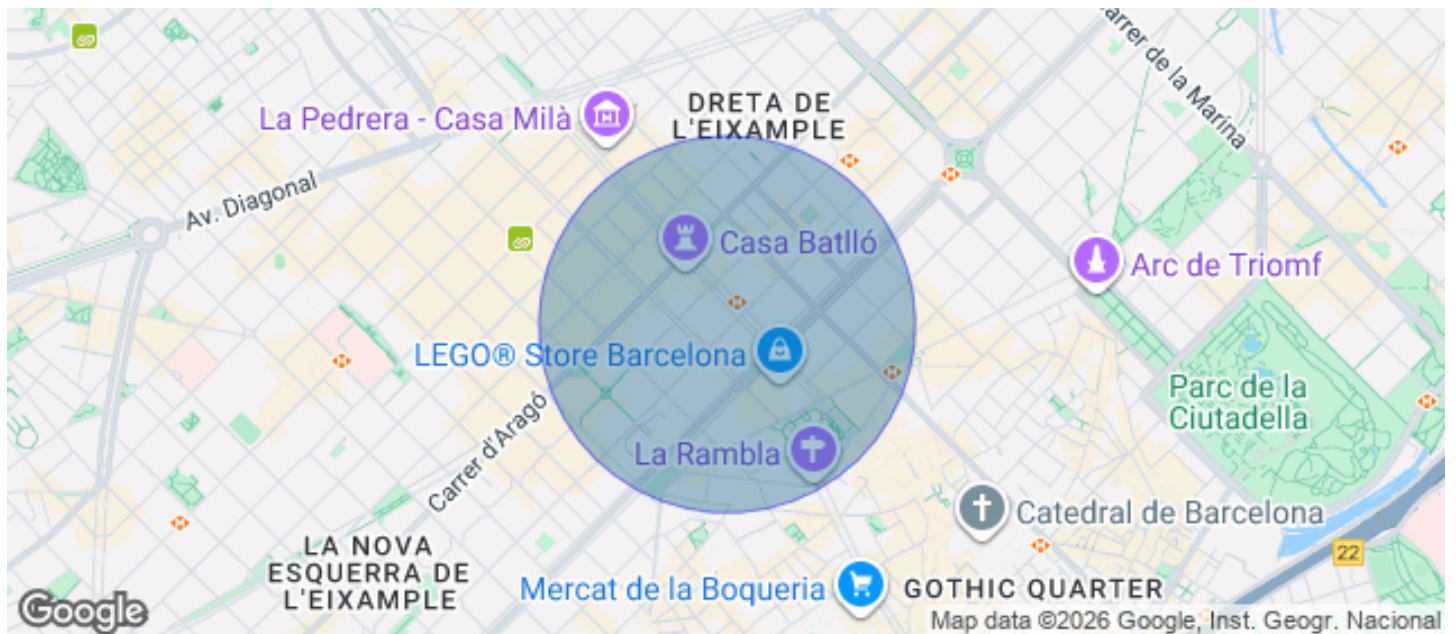 DRETA DE
L'EIXAMPLE
La Pedrera - Casa Milà
Carrer de la Marina
Av. Diagonal
Casa Batlló
Arc de Triomf
LEGO® Store Barcelona
Parc de la
Ciutadella
Carrer d'Aragó
La Rambla
Catedral de Barcelona
LA NOVA
ESQUERRA DE
L'EIXAMPLE
22
Mercat de la Boqueria
GOTHIC QUARTER
Google
Map data ©2026 Google, Inst. Geogr. Nacional